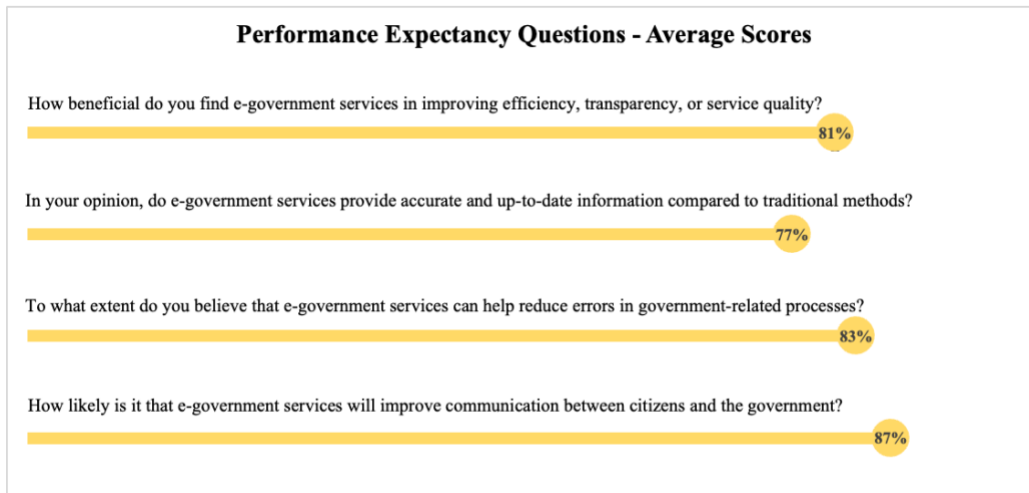 Performance Expectancy Questions - Average Scores
How beneficial do you find e-government services in improving efficiency, transparency, or service quality?
81%
In your opinion, do e-government services provide accurate and up-to-date information compared to traditional methods?
77%
To what extent do you believe that e-government services can help reduce errors in government-related processes?
83%
How likely is it that e-government services will improve communication between citizens and the government?
87%